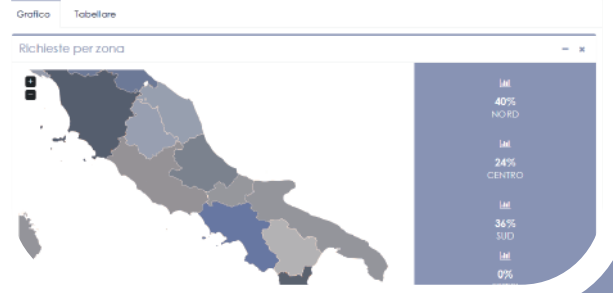 Grafico Tabellare
Richieste per zona
40%
NORD
24%
CENTRO
36%
SUD
0%